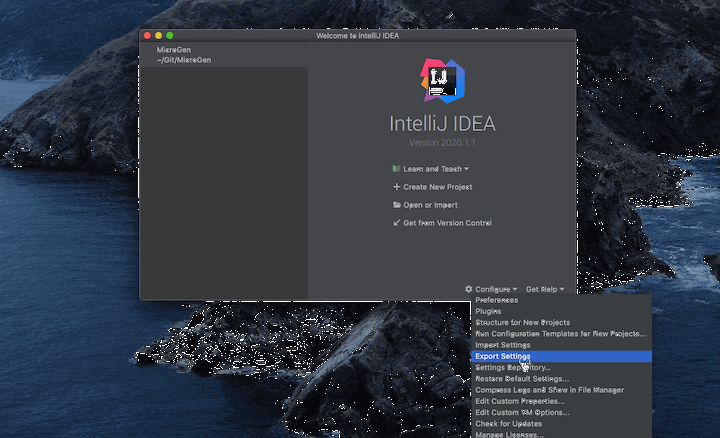 Welcome to IntelliJ IDEA
MicroGen
~/Git/MicroGen
IJ
IntelliJ IDEA
Version 2020.1.1
Learn and Teach
Create New Project
Open or Import
Get from Version Control
Configure Get Help
Preferences
Plugins
Structure for New Projects
Run Configuration Templates for New Projects...
Import Settings
Export Settings
Settings Repository...
Restore Default Settings...
Compress Logs and Show in File Manager
Edit Custom Properties...
Edit Custom VM Options...
Check for Updates
Manage Licenses...